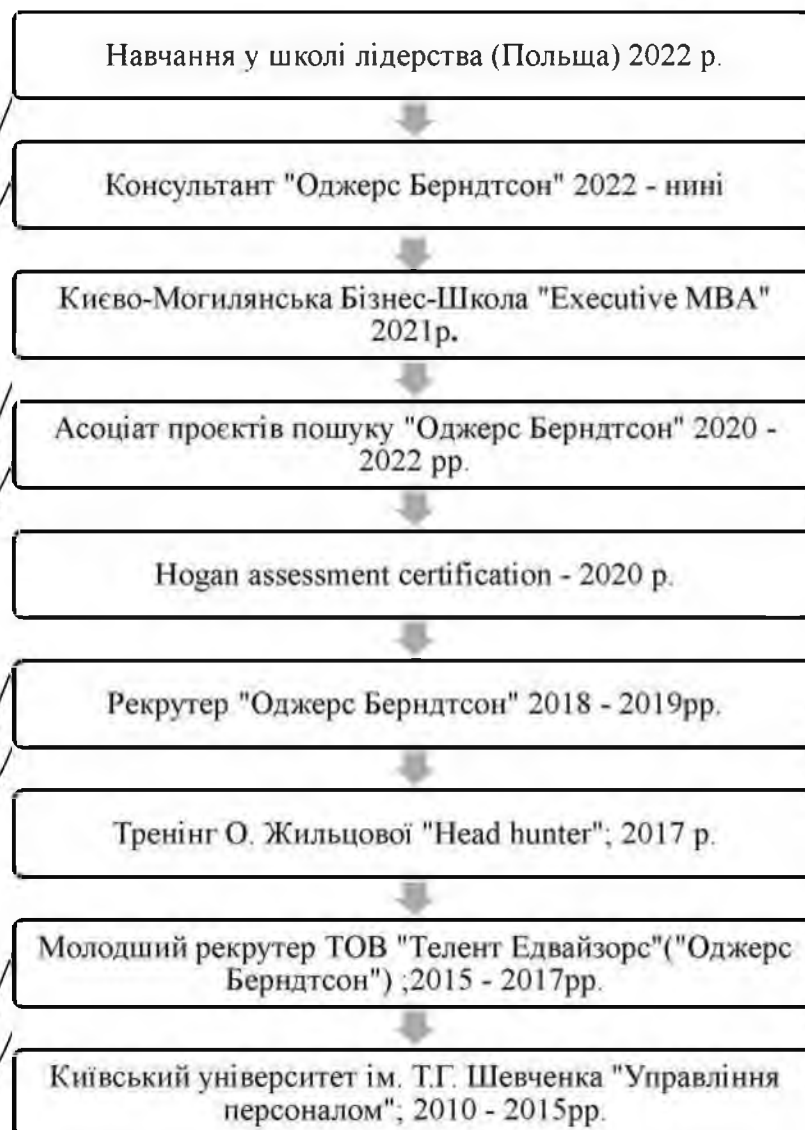 Навчання у школі лідерства (Польща) 2022 р.
Консультант "Оджерс Берндтсон" 2022 - нині
Києво-Могилянська Бізнес-Школа "Executive MBA"
2021р.
Асоціат проєктів пошуку "Оджерс Берндтсон" 2020 -
2022 рр.
Hogan assessment certification - 2020 р.
Рекрутер "Оджерс Берндтсон" 2018 - 2019рр.
Тренінг О. Жильцової "Head hunter"; 2017 р.
Молодший рекрутер ТОВ "Телент Едвайзорс"("Оджерс
Берндтсон") ;2015 - 2017рр.
Київський університет ім. Т.Г. Шевченка "Управління
персоналом"; 2010 - 2015рр.